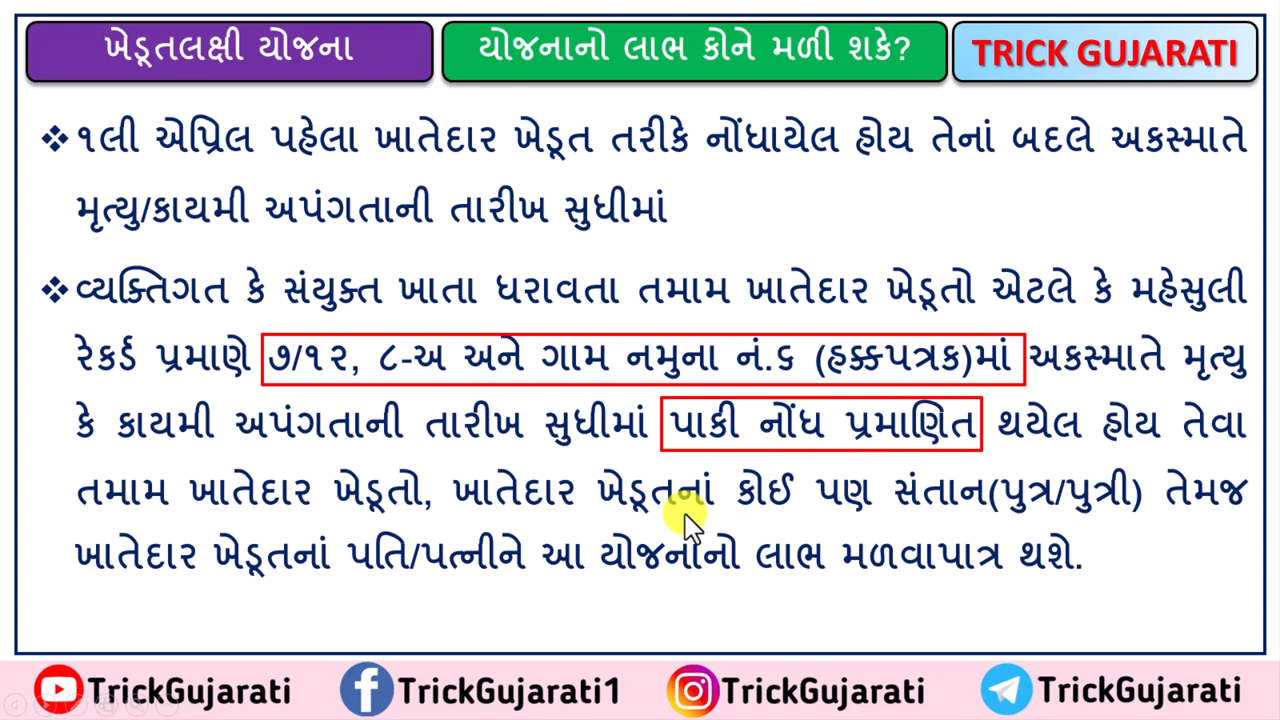 ખેડૂતલક્ષી યોજના
યોજનાનો લાભ કોને મળી શકે?
TRICK GUJARATI
❖૧લી એપ્રિલ પહેલા ખાતેદાર ખેડૂત તરીકે નોંધાયેલ હોય તેનાં બદલે અકસ્માતે
મૃત્યુ/કાયમી અપંગતાની તારીખ સુધીમાં
❖વ્યક્તિગત કે સંયુક્ત ખાતા ધરાવતા તમામ ખાતેદાર ખેડૂતો એટલે કે મહેસુલી
રેકર્ડ પ્રમાણે ૭/૧૨, ૮-અ અને ગામ નમુના નં.૬ (હક્કપત્રક)માં અકસ્માતે મૃત્યુ
કે કાયમી અપંગતાની તારીખ સુધીમાં પાકી નોંધ પ્રમાણિત થયેલ હોય તેવા
તમામ ખાતેદાર ખેડૂતો, ખાતેદાર ખેડૂતનાં કોઈ પણ સંતાન(પુત્ર/પુત્રી) તેમજ
ખાતેદાર ખેડૂતનાં પતિ/પત્નીને આ યોજનાનો લાભ મળવાપાત્ર થશે.
TrickGujarati
TrickGujarati1
TrickGujarati
TrickGujarati